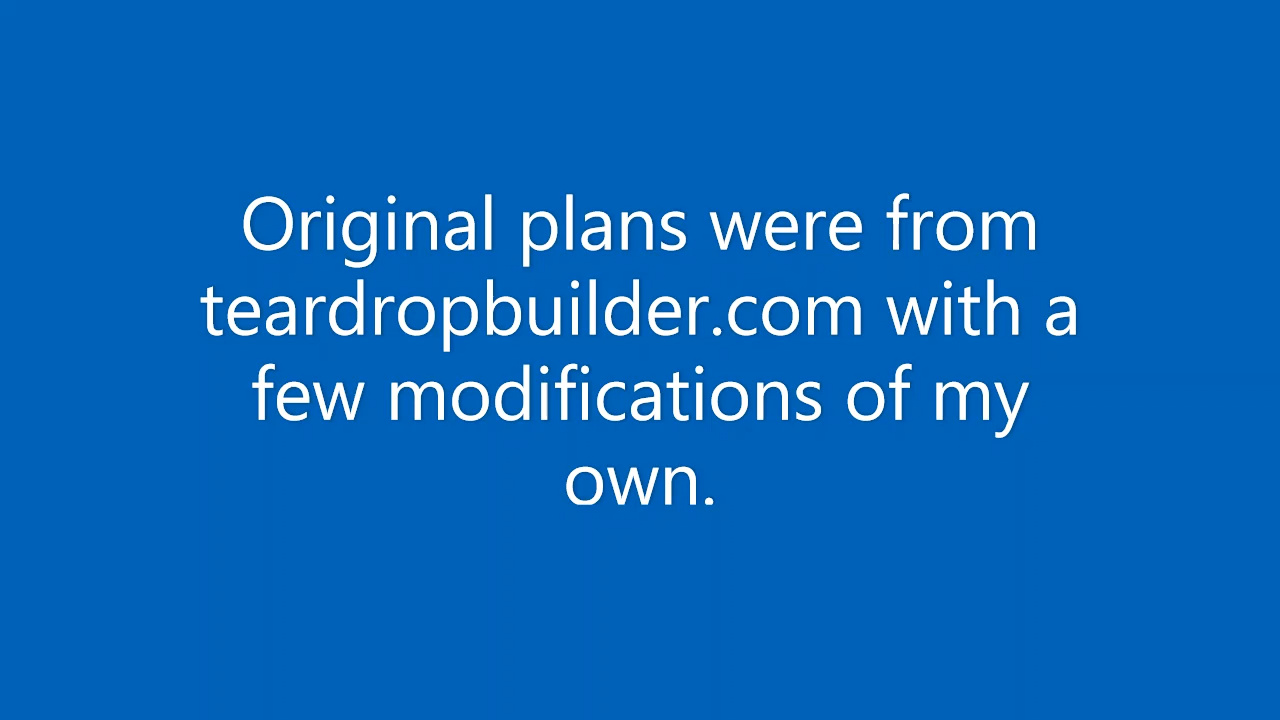 Original plans were from
teardropbuilder.com with a
few modifications of my
own.